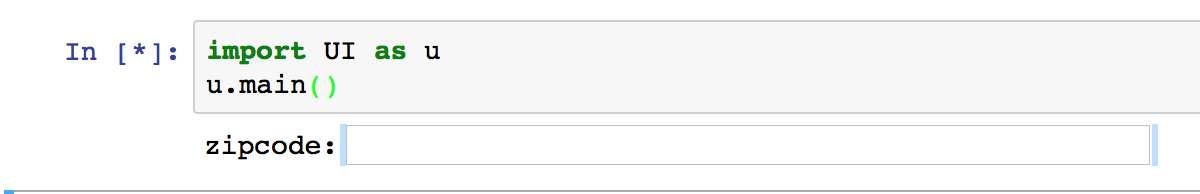 In [*]: import UI as u
u.main()
zipcode: